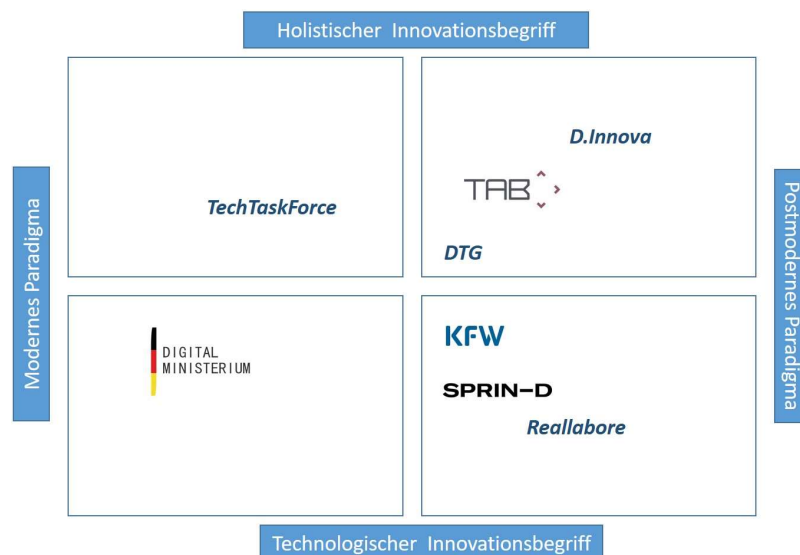 Holistischer Innovationsbegriff
D.Innova
TAB
TechTaskForce
DTG
Modernes Paradigma
Postmodernes Paradigma
DIGITAL
MINISTERIUM
KFW
SPRIN-D
Reallabore
Technologischer Innovationsbegriff